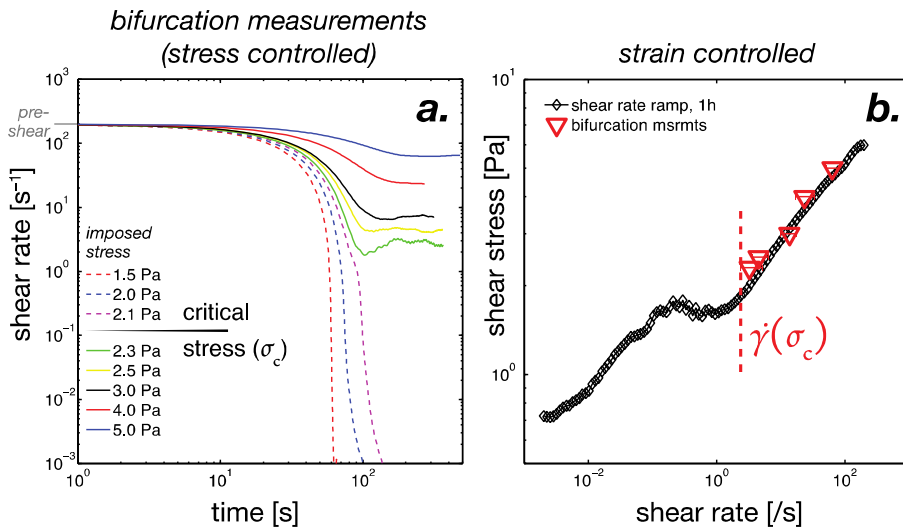 bifurcation measurements
(stress controlled)
a.
pre-
shear
10³
10²
10¹
10⁰
10⁻¹
10⁻²
10⁻³
shear rate [s⁻¹]
imposed
stress
1.5 Pa
2.0 Pa
2.1 Pa
critical
stress (σc)
2.3 Pa
2.5 Pa
3.0 Pa
4.0 Pa
5.0 Pa
10⁰
10¹
10²
time [s]
strain controlled
b.
shear rate ramp, 1h
bifurcation msrmts
10¹
10⁰
shear stress [Pa]
γ̇(σc)
10⁻²
10⁰
10²
shear rate [/s]